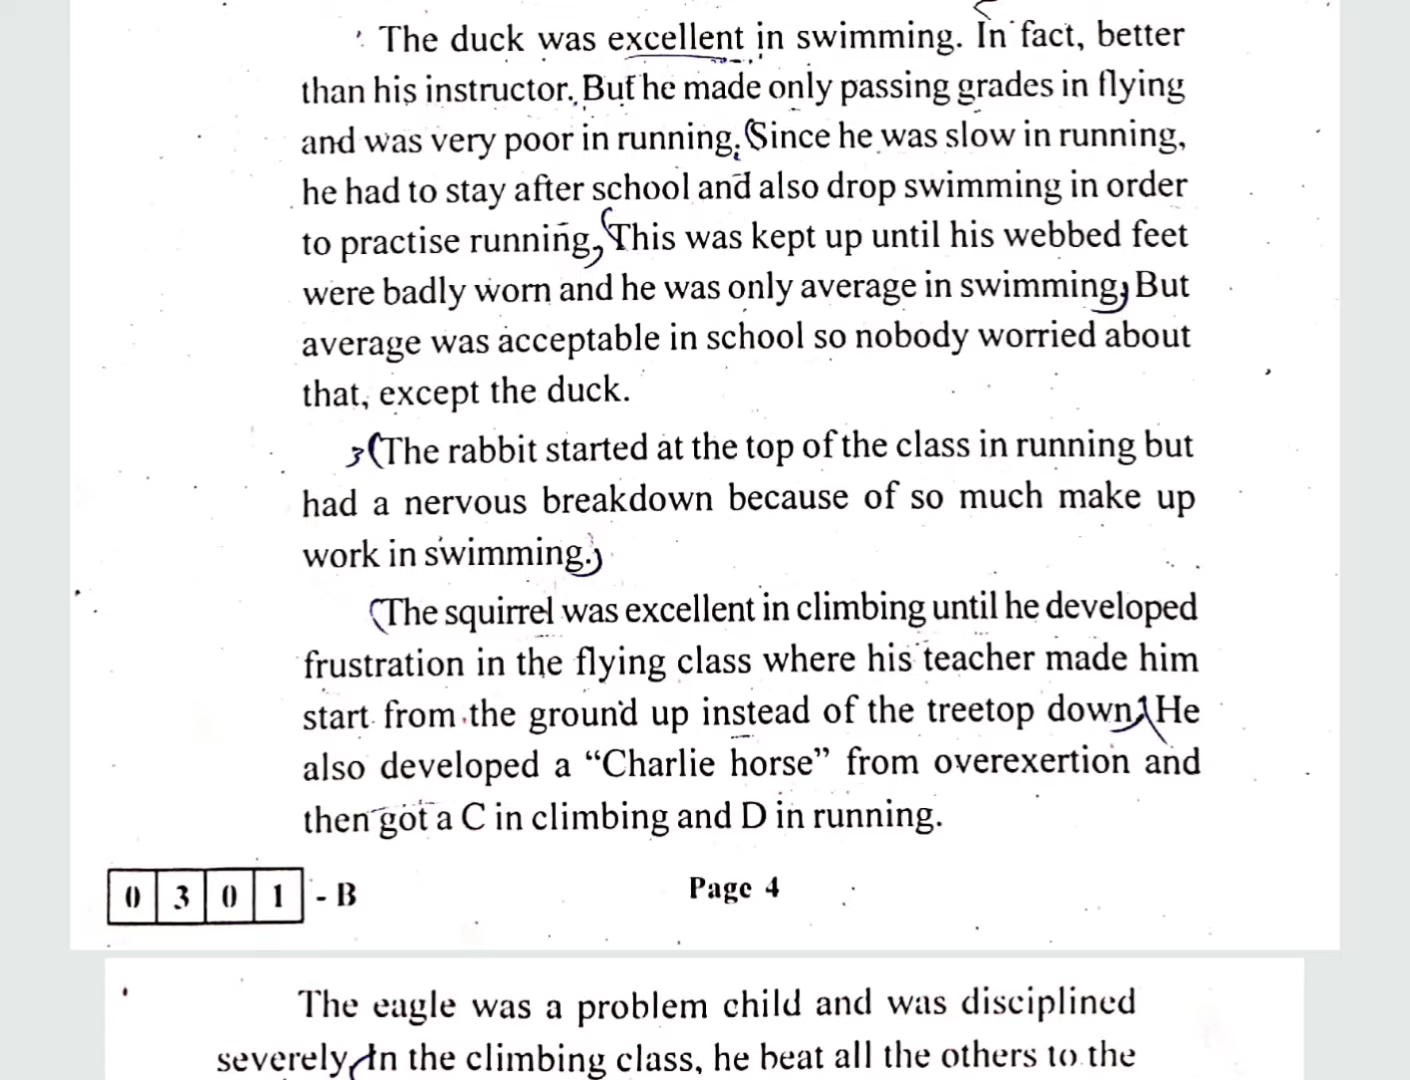 The duck was excellent in swimming. In fact, better
than his instructor. But he made only passing grades in flying
and was very poor in running. Since he was slow in running,
he had to stay after school and also drop swimming in order
to practise running, This was kept up until his webbed feet
were badly worn and he was only average in swimming, But
average was acceptable in school so nobody worried about
that, except the duck.
3 (The rabbit started at the top of the class in running but
had a nervous breakdown because of so much make up
work in swimming.)
(The squirrel was excellent in climbing until he developed
frustration in the flying class where his teacher made him
start from the ground up instead of the treetop down. He
also developed a “Charlie horse” from overexertion and
then got a C in climbing and D in running.
0 3 0 1 - B Page 4
The eagle was a problem child and was disciplined
severely. In the climbing class, he beat all the others to the